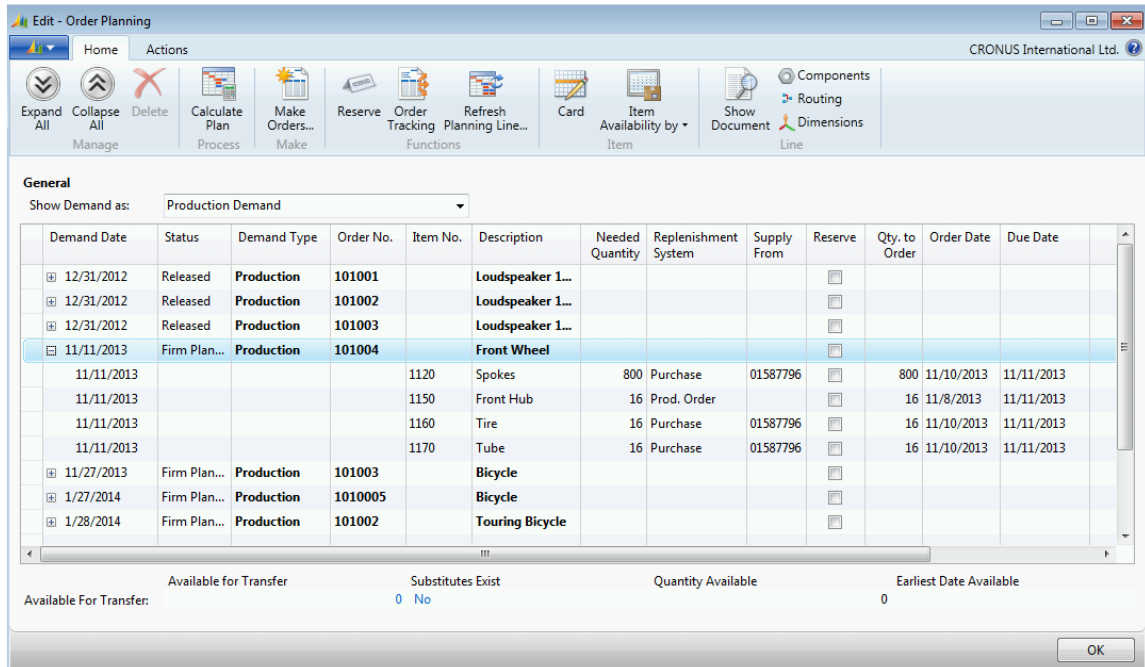 Edit - Order Planning
Home Actions CRONUS International Ltd.
Expand All
Collapse All
Delete
Calculate Plan
Make Orders...
Reserve
Order Tracking
Refresh Planning Line...
Card
Item Availability by
Show Document
Components
Routing
Dimensions
Manage Process Make Functions Item Line
General
Show Demand as: Production Demand
Demand Date Status Demand Type Order No. Item No. Description Needed Quantity Replenishment System Supply From Reserve Qty. to Order Order Date Due Date
12/31/2012 Released Production 101001 Loudspeaker 1...
12/31/2012 Released Production 101002 Loudspeaker 1...
12/31/2012 Released Production 101003 Loudspeaker 1...
11/11/2013 Firm Plan... Production 101004 Front Wheel
11/11/2013 1120 Spokes 800 Purchase 01587796 800 11/10/2013 11/11/2013
11/11/2013 1150 Front Hub 16 Prod. Order 16 11/8/2013 11/11/2013
11/11/2013 1160 Tire 16 Purchase 01587796 16 11/10/2013 11/11/2013
11/11/2013 1170 Tube 16 Purchase 01587796 16 11/10/2013 11/11/2013
11/27/2013 Firm Plan... Production 101003 Bicycle
1/27/2014 Firm Plan... Production 1010005 Bicycle
1/28/2014 Firm Plan... Production 101002 Touring Bicycle
Available for Transfer Substitutes Exist Quantity Available Earliest Date Available
Available For Transfer: 0 No 0
OK